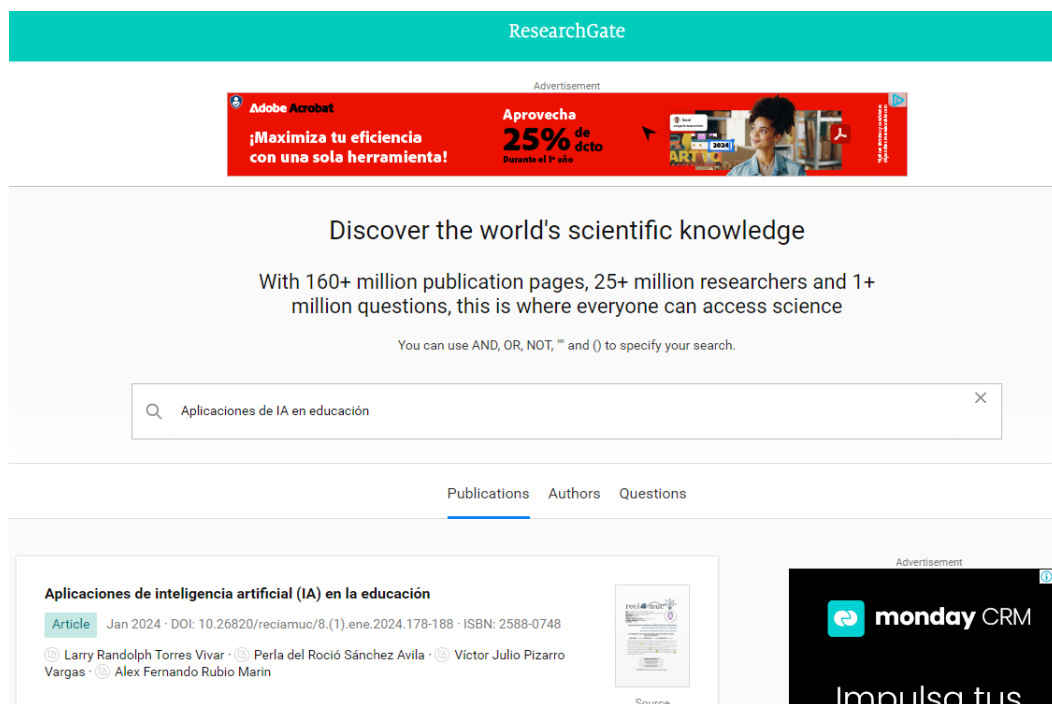 ResearchGate
Advertisement
Adobe Acrobat
¡Maximiza tu eficiencia
con una sola herramienta!
Aprovecha
25% de
dcto
Durante el 1º año
2024
Discover the world's scientific knowledge
With 160+ million publication pages, 25+ million researchers and 1+
million questions, this is where everyone can access science
You can use AND, OR, NOT, "" and () to specify your search.
Aplicaciones de IA en educación
Publications Authors Questions
Aplicaciones de inteligencia artificial (IA) en la educación
Article Jan 2024 · DOI: 10.26820/reciamuc/8.(1).ene.2024.178-188 · ISBN: 2588-0748
Larry Randolph Torres Vivar · Perla del Roció Sánchez Avila · Víctor Julio Pizarro
Vargas · Alex Fernando Rubio Marin
reciamuc
Source
Advertisement
monday CRM
Impulsa tus